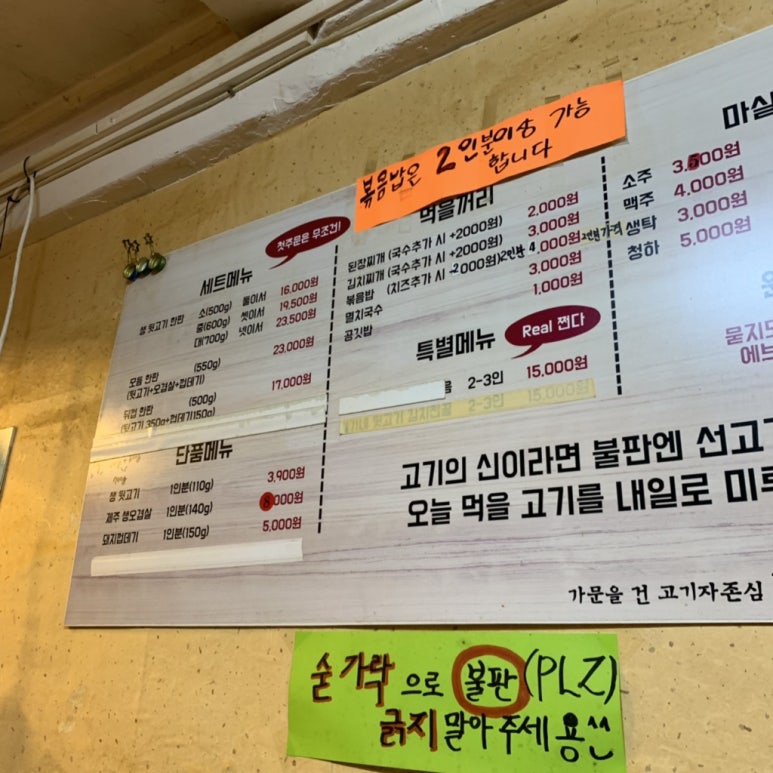 볶음밥은 2인분이상 가능
합니다
첫주문은 무조건!
세트메뉴
생 뒷고기 한판 소(500g) 둘이서 16,000원
중(600g) 셋이서 19,500원
대(700g) 넷이서 23,500원
모듬 한판 (550g) 23,000원
(뒷고기+오겹살+껍데기)
뒤껍 한판 (500g) 17,000원
(뒷고기 350g+껍데기150g)
단품메뉴
생 뒷고기 1인분(110g) 3,900원
제주 생오겹살 1인분(140g) 8,000원
돼지껍데기 1인분(150g) 5,000원
먹을꺼리
된장찌개 (국수추가 시 +2000원) 2,000원
김치찌개 (국수추가 시 +2000원) 3,000원
볶음밥 (치즈추가 시 +2000원) 2인분 4,000원
멸치국수 3,000원
공깃밥 1,000원
특별메뉴
Real 쩐다
2-3인 15,000원
뒷고기 김치전골 2-3인 15,000원
마실
소주 3,500원
맥주 4,000원
생탁 3,000원
청하 5,000원
묻지도
에브
고기의 신이라면 불판엔 선고기
오늘 먹을 고기를 내일로 미루
가문을 건 고기자존심
숟가락으로 불판(PLZ)
긁지 말아주세용